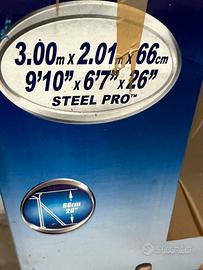 3.00m x 2.01m x 66cm
9'10" x 6'7" x 26"
STEEL PRO™
66cm
26"